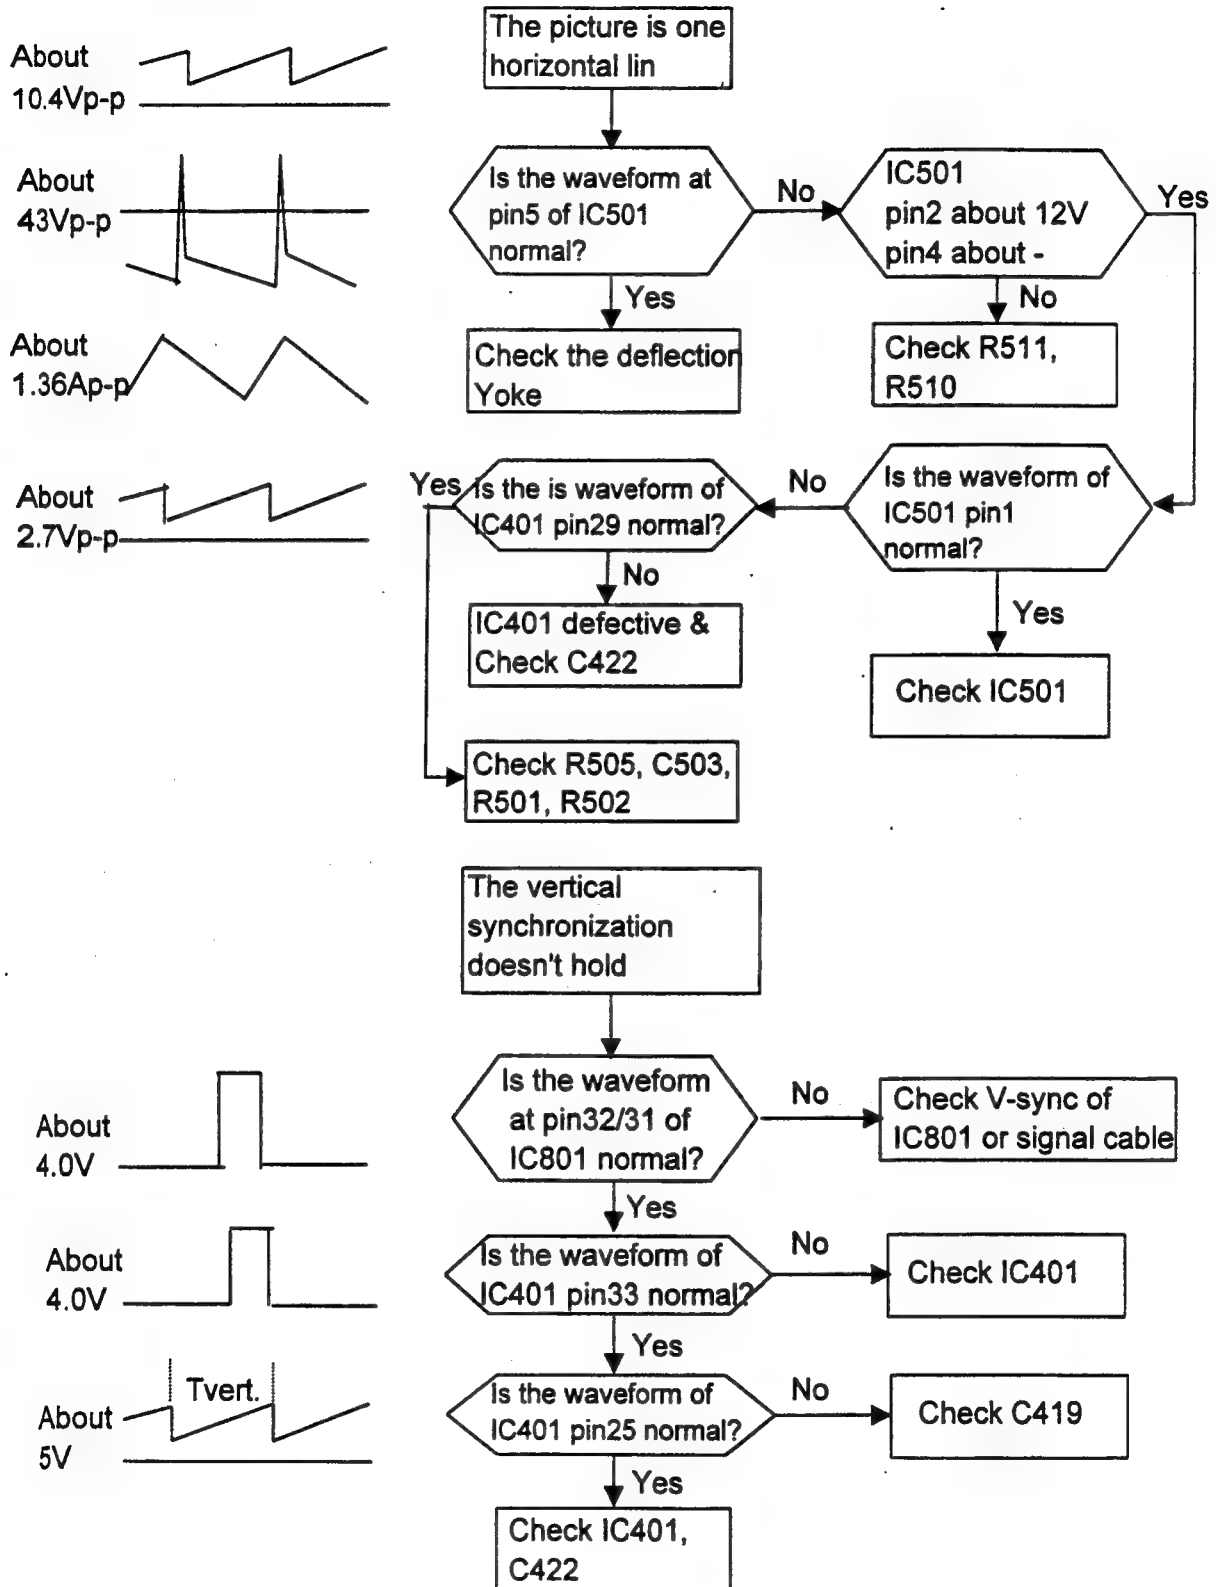 About
10.4Vp-p
About
43Vp-p
About
1.36Ap-p
About
2.7Vp-p
The picture is one
horizontal lin
Is the waveform at
pin5 of IC501
normal?
No
IC501
pin2 about 12V
pin4 about -
Yes
Yes
No
Check the deflection
Yoke
Check R511,
R510
Yes
Is the is waveform of
IC401 pin29 normal?
No
Is the waveform of
IC501 pin1
normal?
No
Yes
IC401 defective &
Check C422
Check IC501
Check R505, C503,
R501, R502
The vertical
synchronization
doesn't hold
About
4.0V
Is the waveform
at pin32/31 of
IC801 normal?
No
Check V-sync of
IC801 or signal cable
Yes
About
4.0V
Is the waveform of
IC401 pin33 normal?
No
Check IC401
Yes
Tvert.
About
5V
Is the waveform of
IC401 pin25 normal?
No
Check C419
Yes
Check IC401,
C422